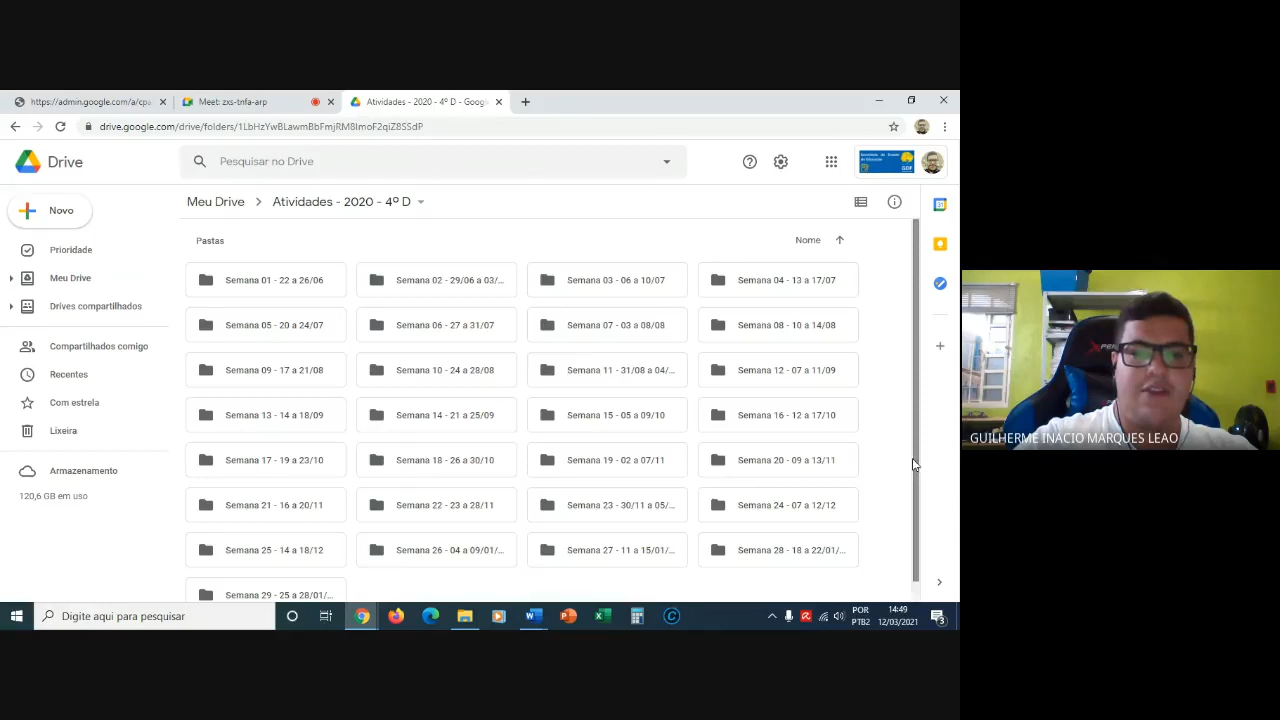 https://admin.google.com/a/cpa
Meet: zxs-tnfa-arp
Atividades - 2020 - 4º D - Goog
drive.google.com/drive/folders/1LbHzYwBLawmBbFmjRM8ImoF2qiZ8SSdP
Drive
Pesquisar no Drive
GDF
Novo
Meu Drive
Atividades - 2020 - 4º D
Prioridade
Meu Drive
Drives compartilhados
Compartilhados comigo
Recentes
Com estrela
Lixeira
Armazenamento
120,6 GB em uso
Pastas
Nome
Semana 01 - 22 a 26/06
Semana 02 - 29/06 a 03/...
Semana 03 - 06 a 10/07
Semana 04 - 13 a 17/07
Semana 05 - 20 a 24/07
Semana 06 - 27 a 31/07
Semana 07 - 03 a 08/08
Semana 08 - 10 a 14/08
Semana 09 - 17 a 21/08
Semana 10 - 24 a 28/08
Semana 11 - 31/08 a 04/...
Semana 12 - 07 a 11/09
Semana 13 - 14 a 18/09
Semana 14 - 21 a 25/09
Semana 15 - 05 a 09/10
Semana 16 - 12 a 17/10
Semana 17 - 19 a 23/10
Semana 18 - 26 a 30/10
Semana 19 - 02 a 07/11
Semana 20 - 09 a 13/11
Semana 21 - 16 a 20/11
Semana 22 - 23 a 28/11
Semana 23 - 30/11 a 05/...
Semana 24 - 07 a 12/12
Semana 25 - 14 a 18/12
Semana 26 - 04 a 09/01/...
Semana 27 - 11 a 15/01/...
Semana 28 - 18 a 22/01/...
Semana 29 - 25 a 28/01/...
31
GUILHERME INACIO MARQUES LEAO
Digite aqui para pesquisar
POR
PTB2
14:49
12/03/2021
3